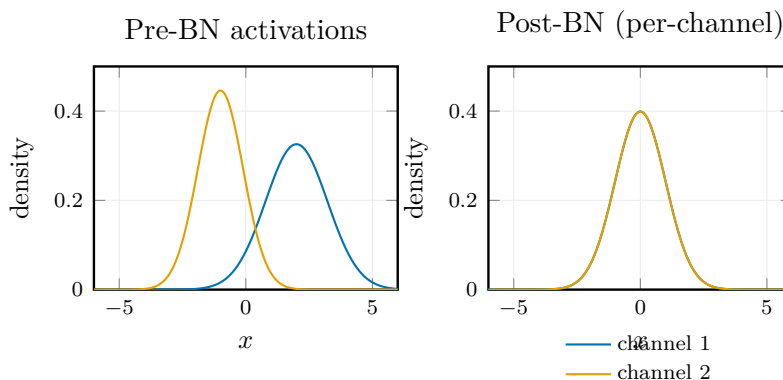 Pre-BN activations
density
0.4
0.2
0
−5
0
5
x
Post-BN (per-channel)
density
0.4
0.2
0
−5
0
5
x
channel 1
channel 2